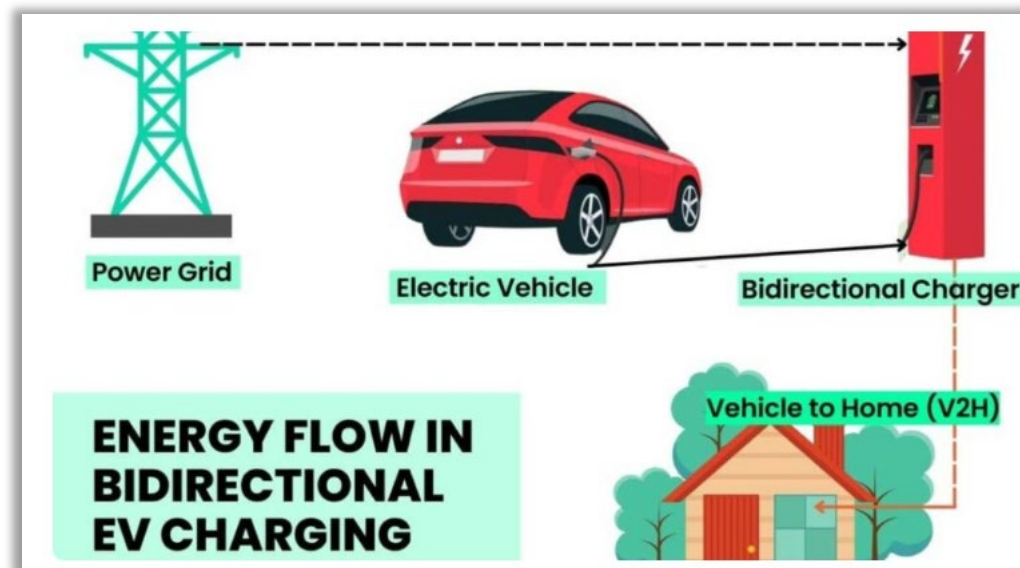 Power Grid
Electric Vehicle
Bidirectional Charger
Vehicle to Home (V2H)
ENERGY FLOW IN
BIDIRECTIONAL
EV CHARGING